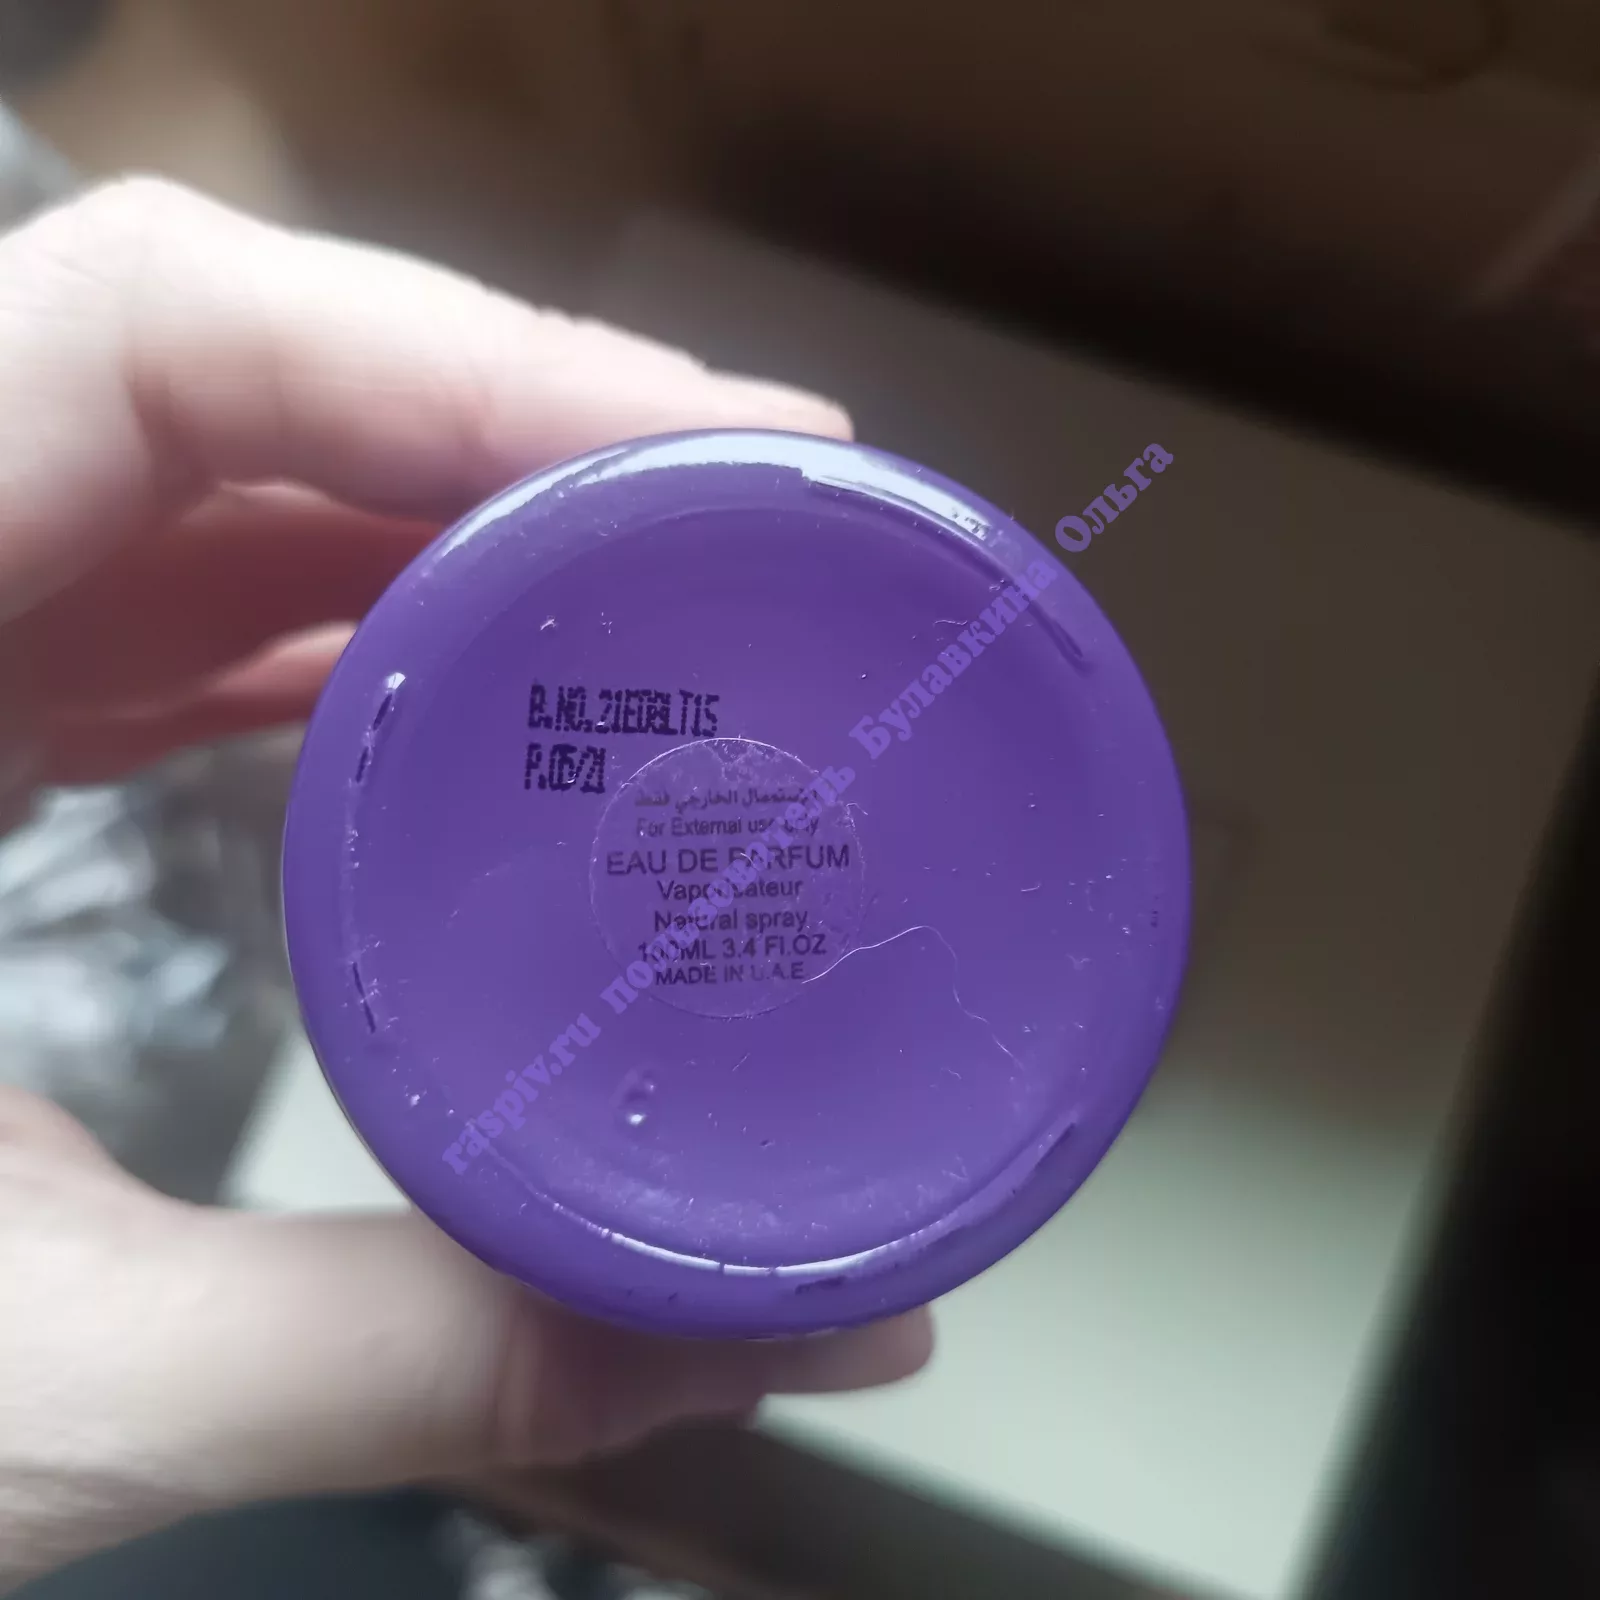 B.NO.21E08LT15
P.05/21
للإستعمال الخارجي فقط
For External use only
EAU DE PARFUM
Vaporisateur
Natural spray
100ML 3.4 Fl.OZ
MADE IN U.A.E
raspiv.ru пользователь Булавкина Ольга